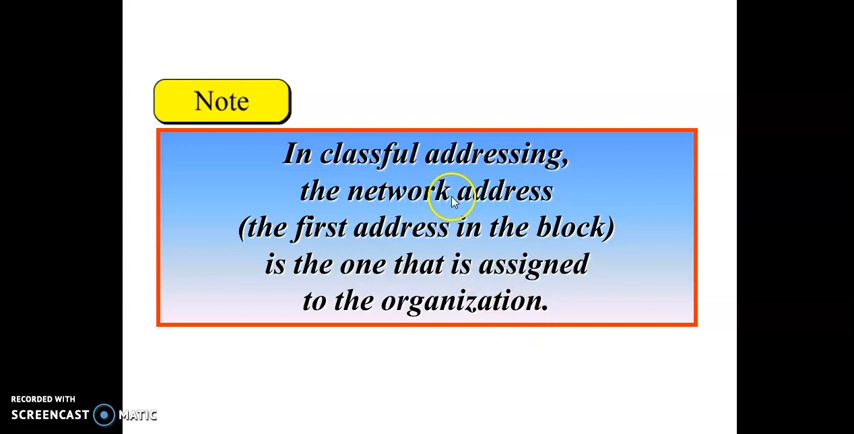 Note
In classful addressing,
the network address
(the first address in the block)
is the one that is assigned
to the organization.
RECORDED WITH
SCREENCAST MATIC